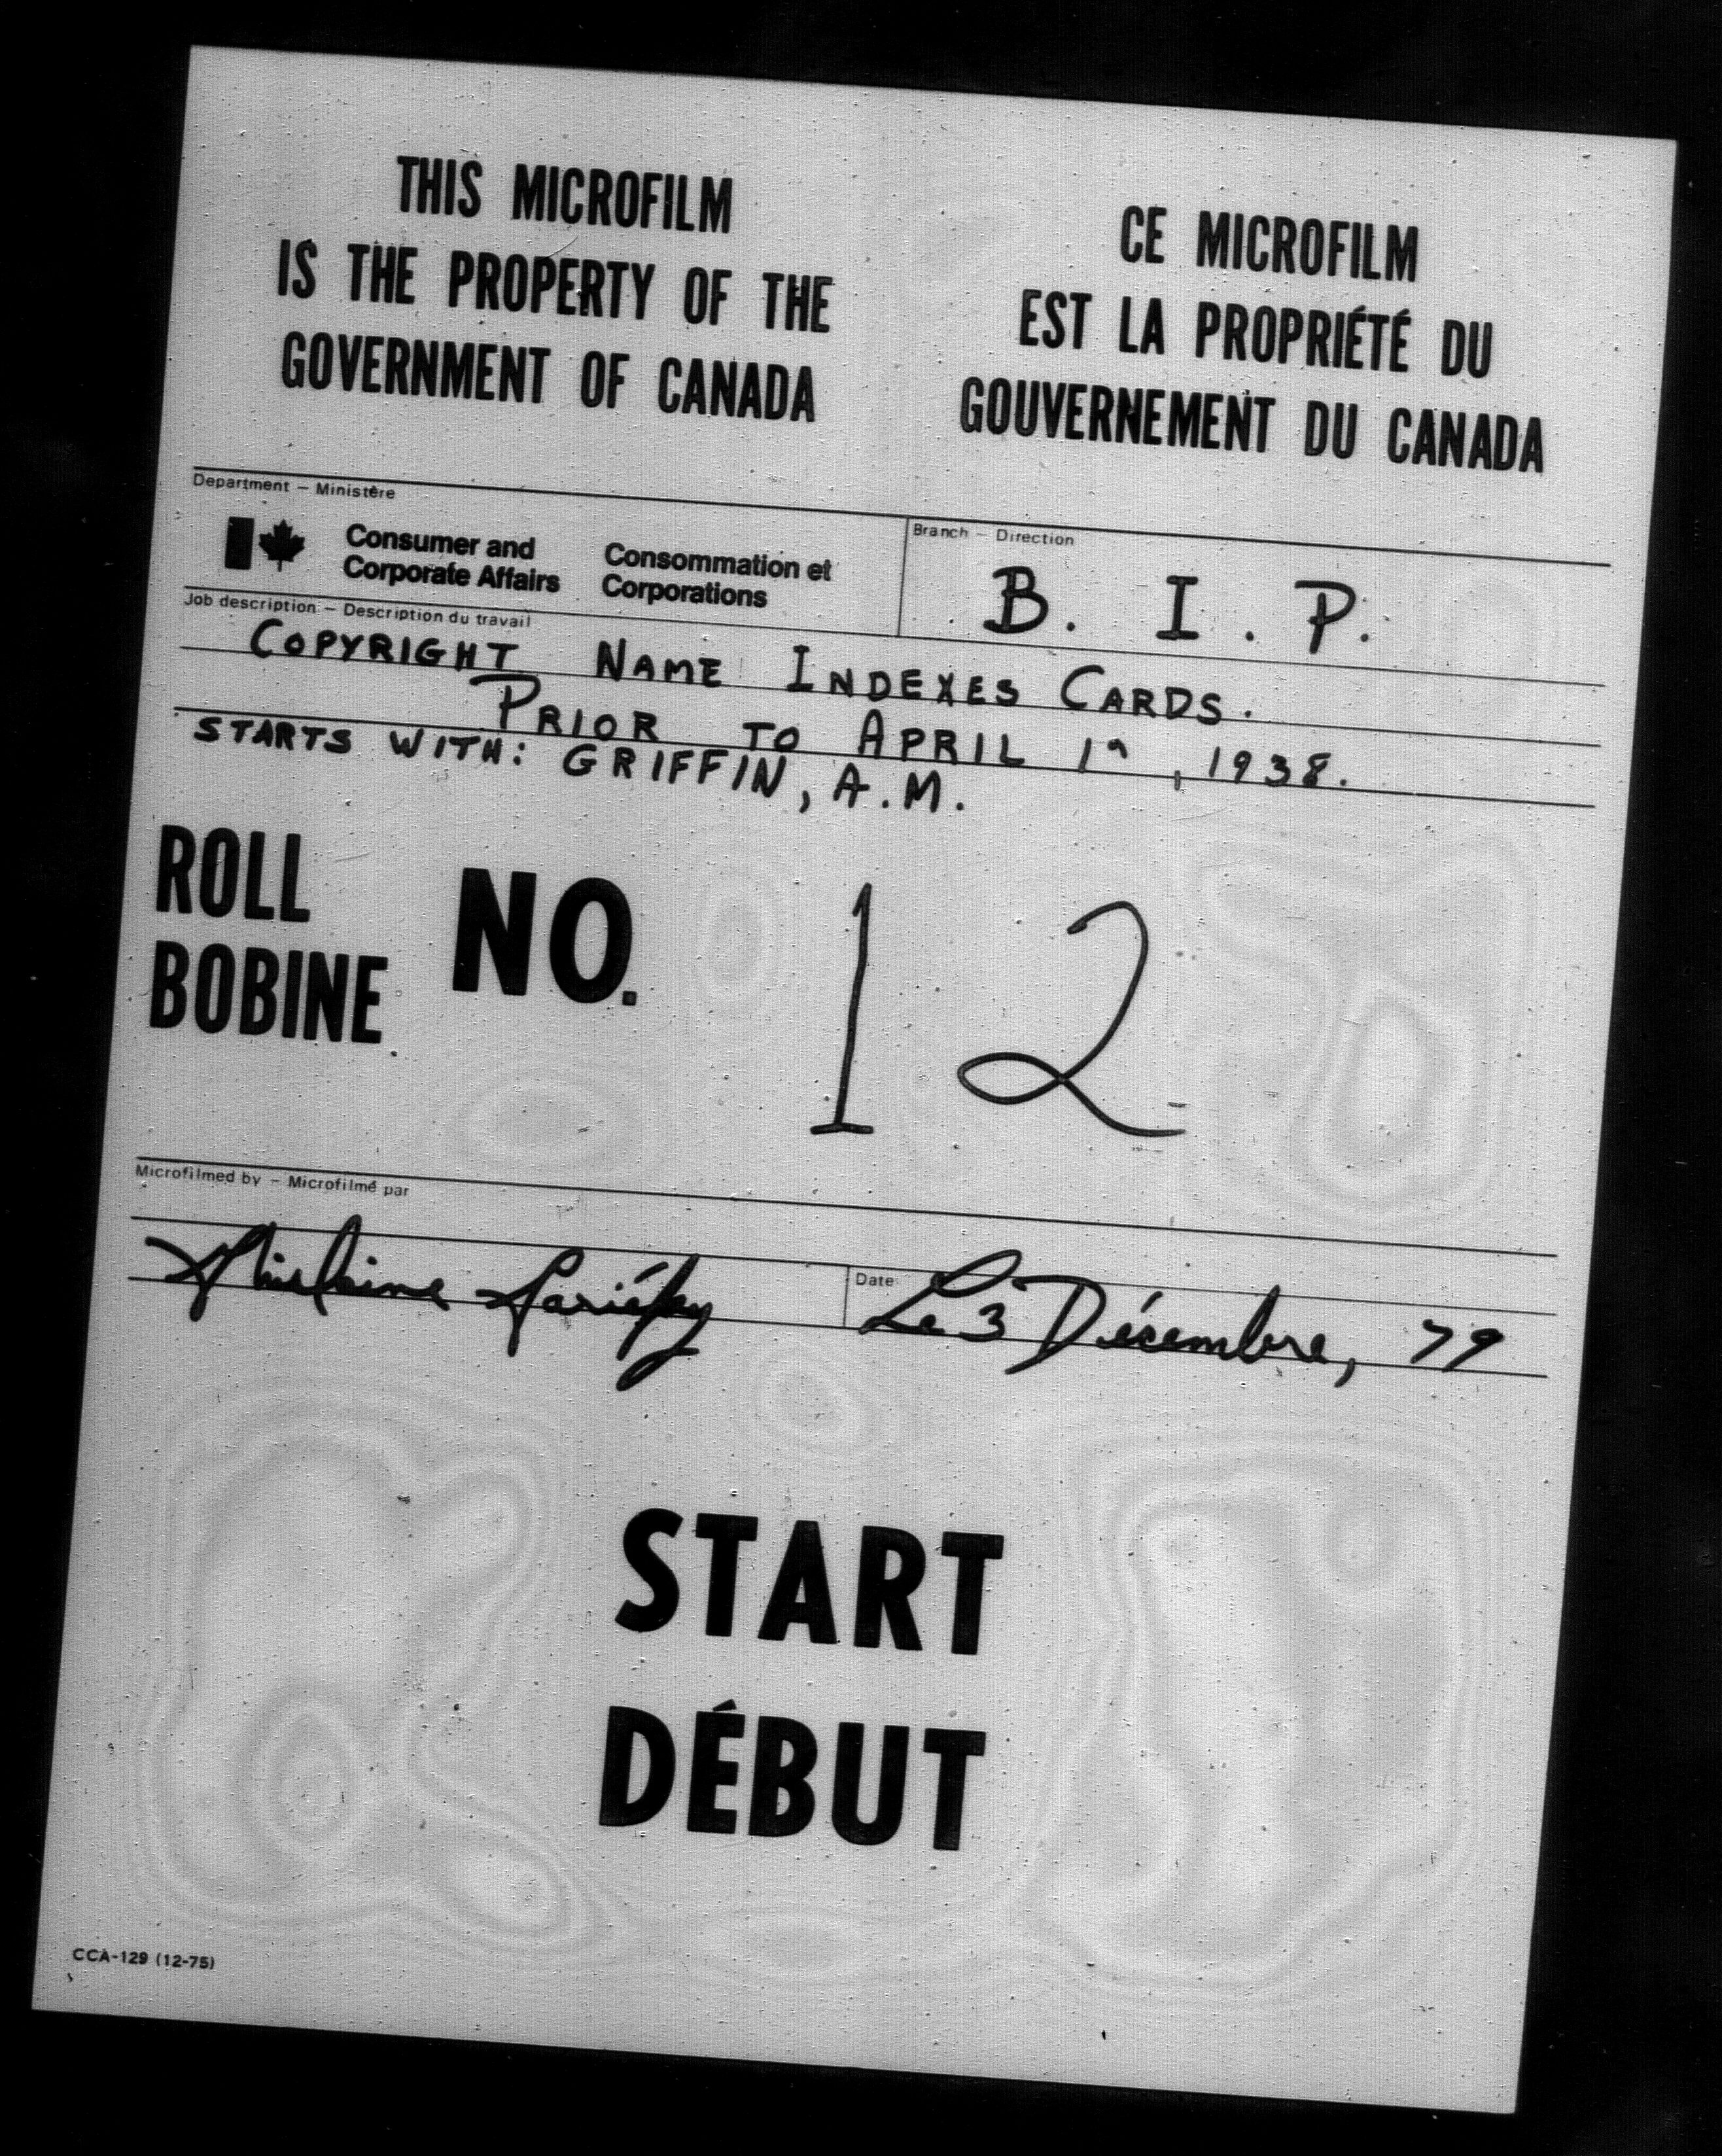 THIS MICROFILM
IS THE PROPERTY OF THE
GOVERNMENT OF CANADA
CE MICROFILM
EST LA PROPRIÉTÉ DU
GOUVERNEMENT DU CANADA
Department — Ministère
Consumer and
Corporate Affairs
Consommation et
Corporations
Branch — Direction
B. I. P.
Job description — Description du travail
COPYRIGHT NAME INDEXES CARDS.
PRIOR TO APRIL 1, 1938.
STARTS WITH: GRIFFIN, A.M.
ROLL
BOBINE
NO. 12
Microfilmed by — Microfilmé par
Ghislaine
Date
Le 3 Décembre, 79
START
DÉBUT
CCA-129 (12-75)